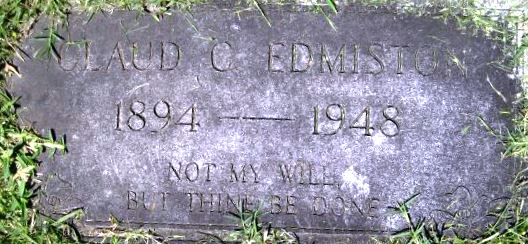 CLAUD C. EDMISTON
1894 — 1948
NOT MY WILL,
BUT THINE BE DONE